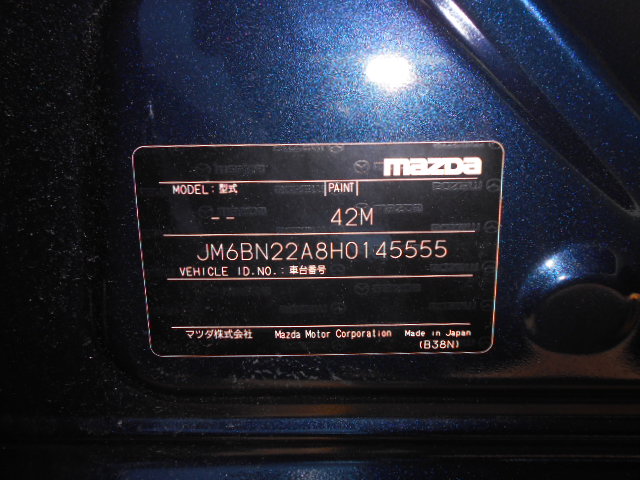 mazda
MODEL: 型式 PAINT
-- 42M
JM6BN22A8H0145555
VEHICLE ID.NO.: 車台番号
マツダ株式会社 Mazda Motor Corporation Made in Japan
(B38N)